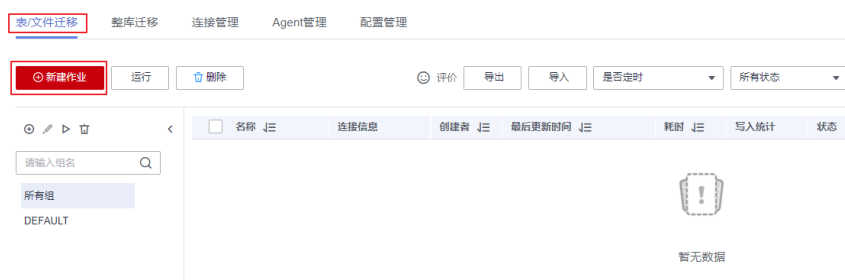 表/文件迁移 整库迁移 连接管理 Agent管理 配置管理
新建作业 运行 删除 评价 导出 导入 是否定时 所有状态
名称 连接信息 创建者 最后更新时间 耗时 写入统计 状态
请输入组名
所有组
DEFAULT
暂无数据